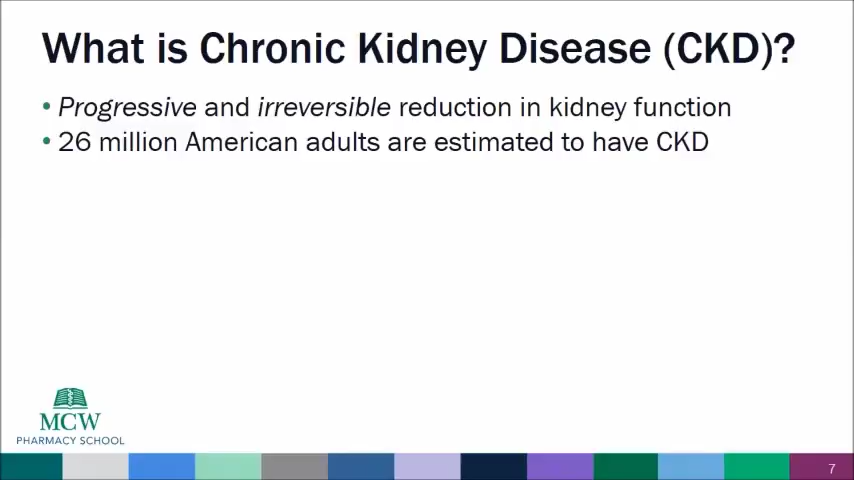 What is Chronic Kidney Disease (CKD)?
• Progressive and irreversible reduction in kidney function
• 26 million American adults are estimated to have CKD
MCW
PHARMACY SCHOOL
7